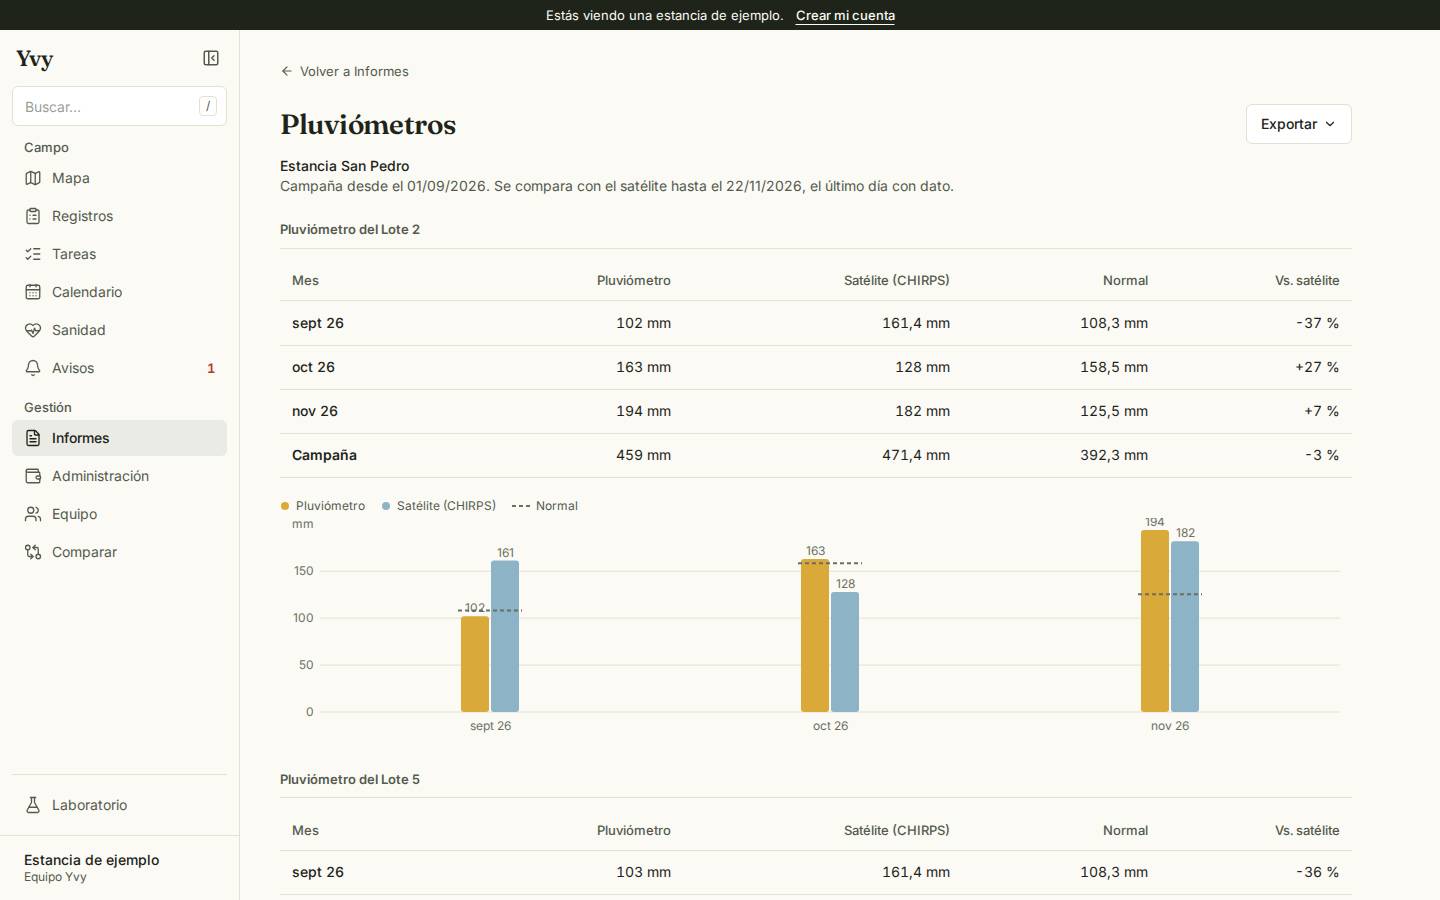 Estás viendo una estancia de ejemplo. Crear mi cuenta
Yvy
Buscar... /
Campo
Mapa
Registros
Tareas
Calendario
Sanidad
Avisos 1
Gestión
Informes
Administración
Equipo
Comparar
Laboratorio
Estancia de ejemplo
Equipo Yvy
Volver a Informes
Pluviómetros
Exportar
Estancia San Pedro
Campaña desde el 01/09/2026. Se compara con el satélite hasta el 22/11/2026, el último día con dato.
Pluviómetro del Lote 2
Mes Pluviómetro Satélite (CHIRPS) Normal Vs. satélite
sept 26 102 mm 161,4 mm 108,3 mm -37 %
oct 26 163 mm 128 mm 158,5 mm +27 %
nov 26 194 mm 182 mm 125,5 mm +7 %
Campaña 459 mm 471,4 mm 392,3 mm -3 %
Pluviómetro Satélite (CHIRPS) Normal
mm
194
182
161
163
150
128
102
100
50
0
sept 26 oct 26 nov 26
Pluviómetro del Lote 5
Mes Pluviómetro Satélite (CHIRPS) Normal Vs. satélite
sept 26 103 mm 161,4 mm 108,3 mm -36 %